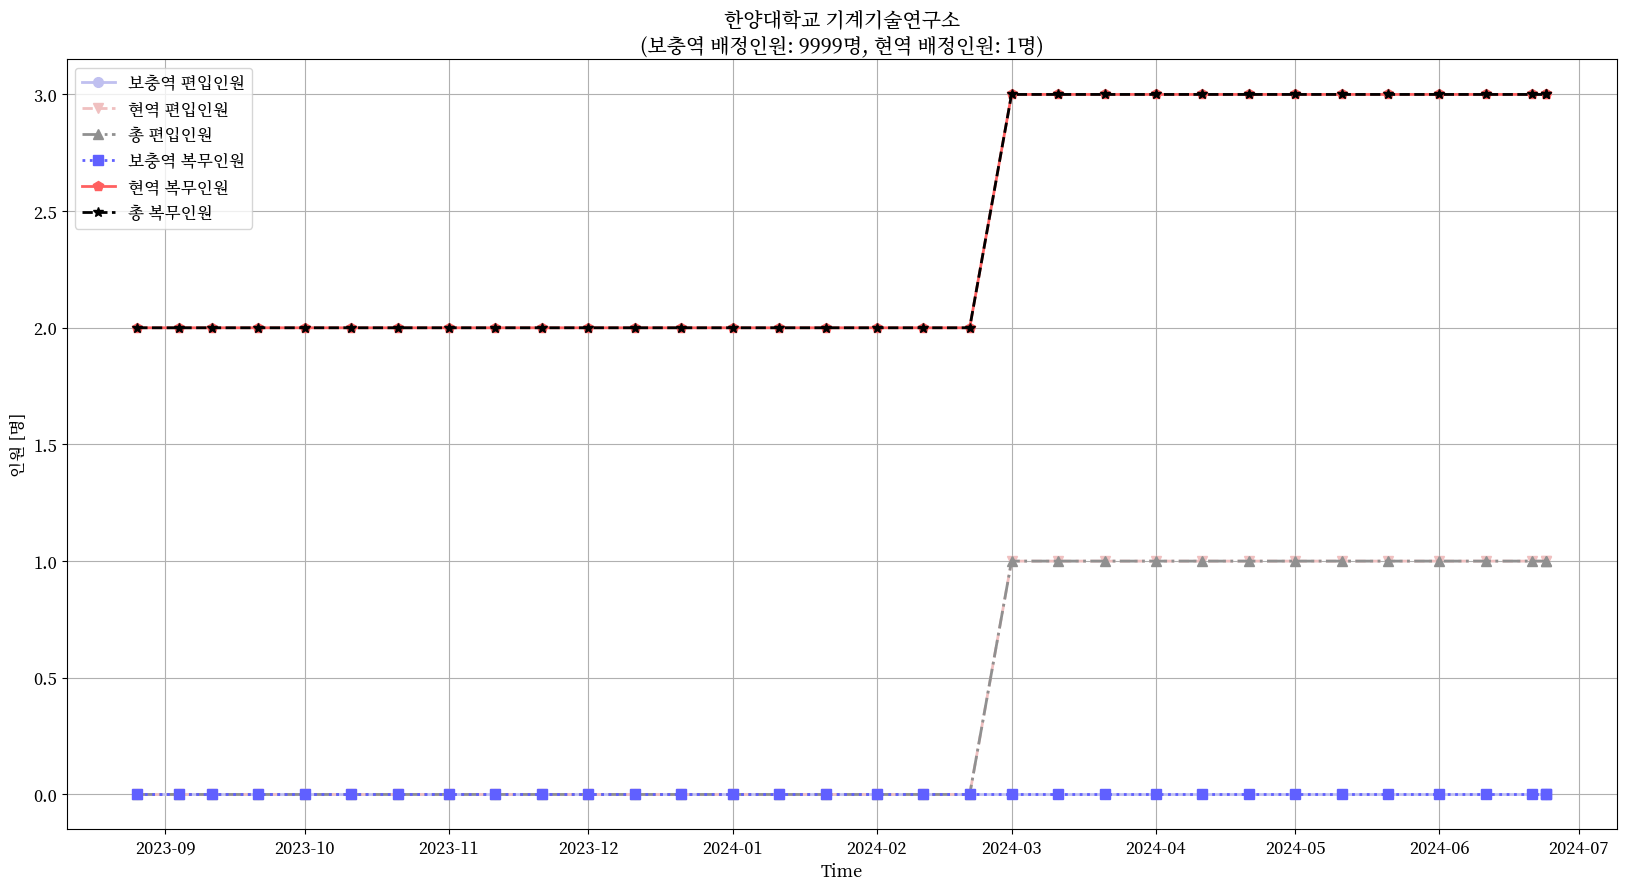 한양대학교 기계기술연구소
(보충역 배정인원: 9999명, 현역 배정인원: 1명)
보충역 편입인원
현역 편입인원
총 편입인원
보충역 복무인원
현역 복무인원
총 복무인원
인원 [명]
3.0
2.5
2.0
1.5
1.0
0.5
0.0
2023-09
2023-10
2023-11
2023-12
2024-01
2024-02
2024-03
2024-04
2024-05
2024-06
2024-07
Time